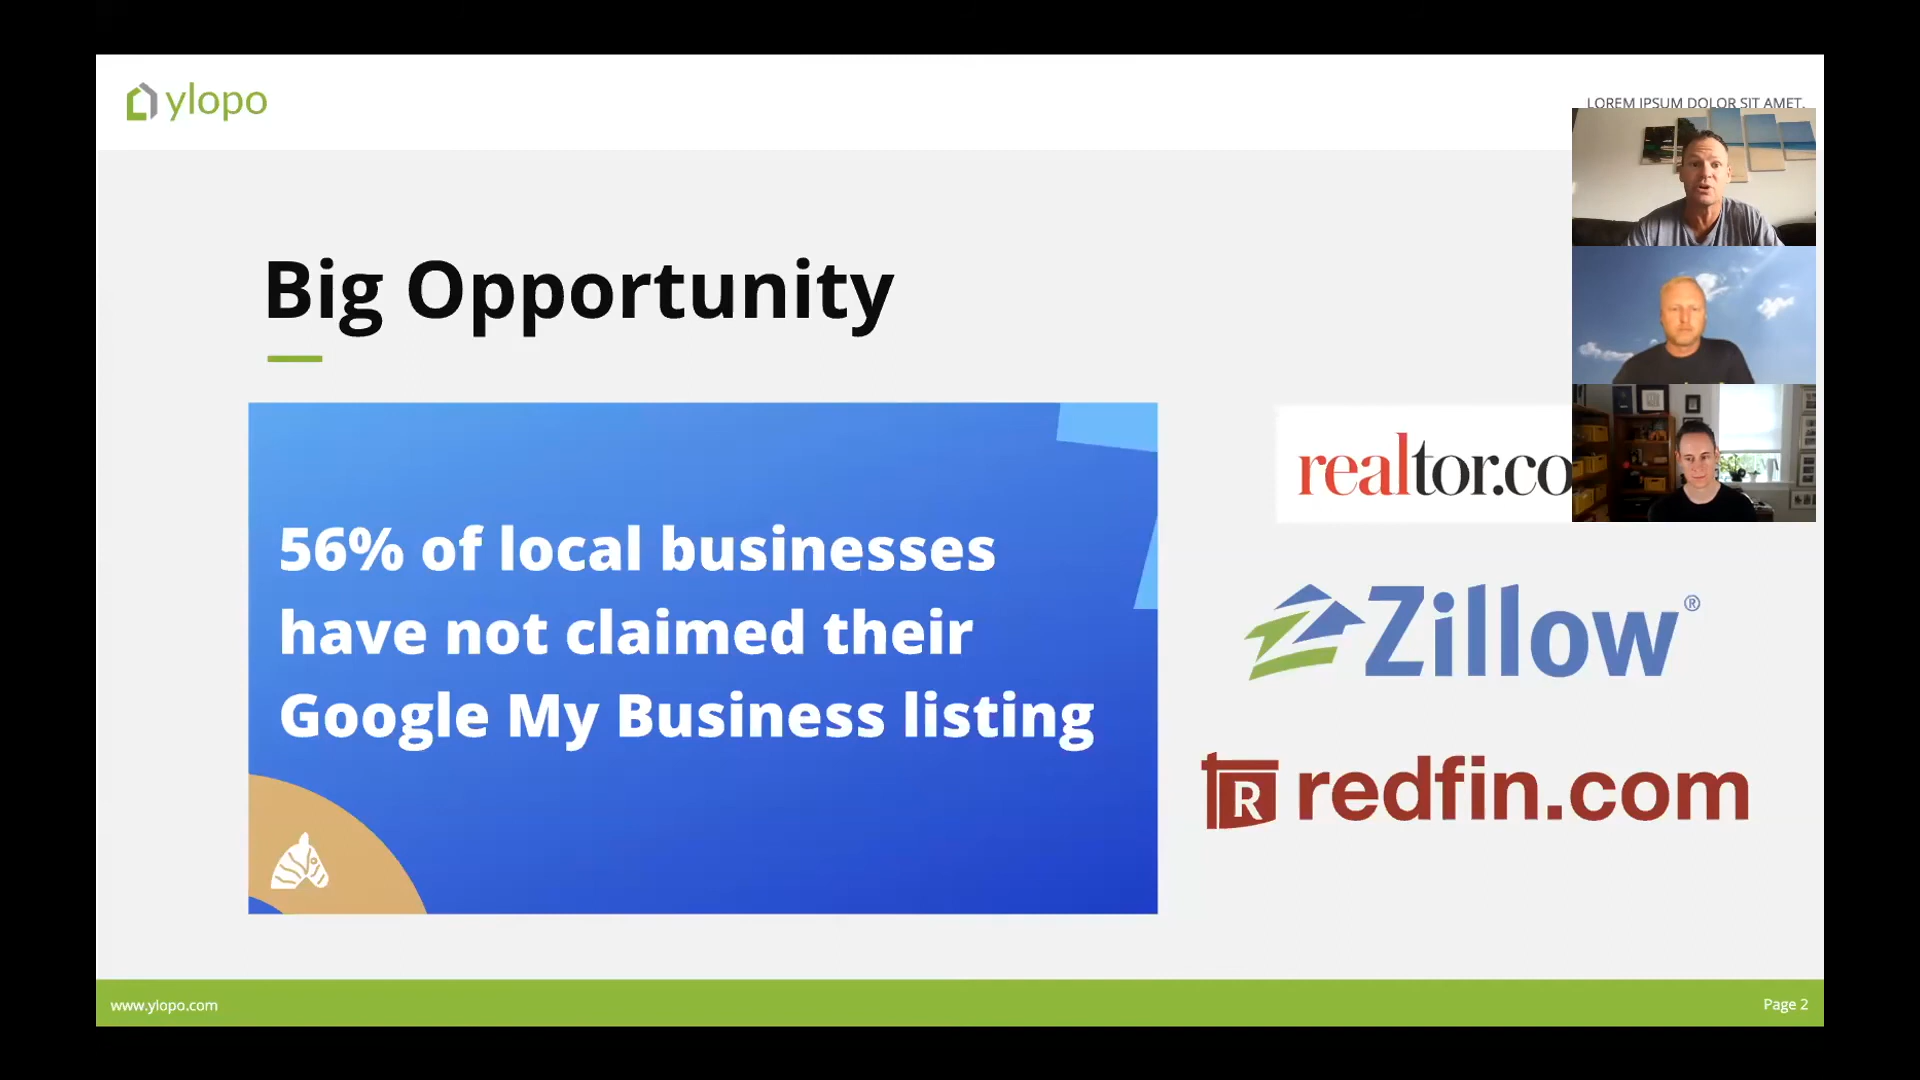 ylopo
LOREM IPSUM DOLOR SIT AMET.
Big Opportunity
56% of local businesses
have not claimed their
Google My Business listing
realtor.co
Zillow®
R redfin.com
www.ylopo.com
Page 2